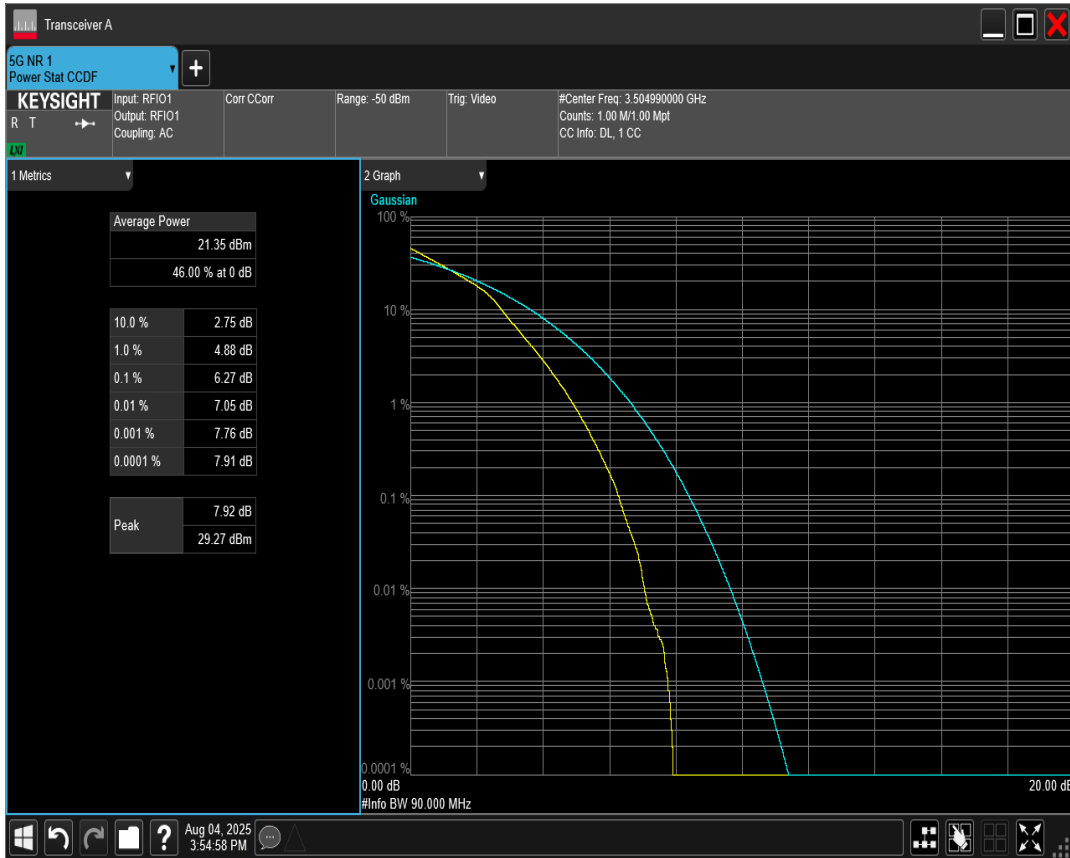 Transceiver A
5G NR 1
Power Stat CCDF
KEYSIGHT
R T
LXI
Input: RFIO1
Output: RFIO1
Coupling: AC
Corr CCorr
Range: -50 dBm
Trig: Video
#Center Freq: 3.504990000 GHz
Counts: 1.00 M/1.00 Mpt
CC Info: DL, 1 CC
1 Metrics
Average Power
21.35 dBm
46.00 % at 0 dB
10.0 % 2.75 dB
1.0 % 4.88 dB
0.1 % 6.27 dB
0.01 % 7.05 dB
0.001 % 7.76 dB
0.0001 % 7.91 dB
Peak
7.92 dB
29.27 dBm
2 Graph
Gaussian
100 %
10 %
1 %
0.1 %
0.01 %
0.001 %
0.0001 %
0.00 dB 20.00 dB
#Info BW 90.000 MHz
?
Aug 04, 2025
3:54:58 PM